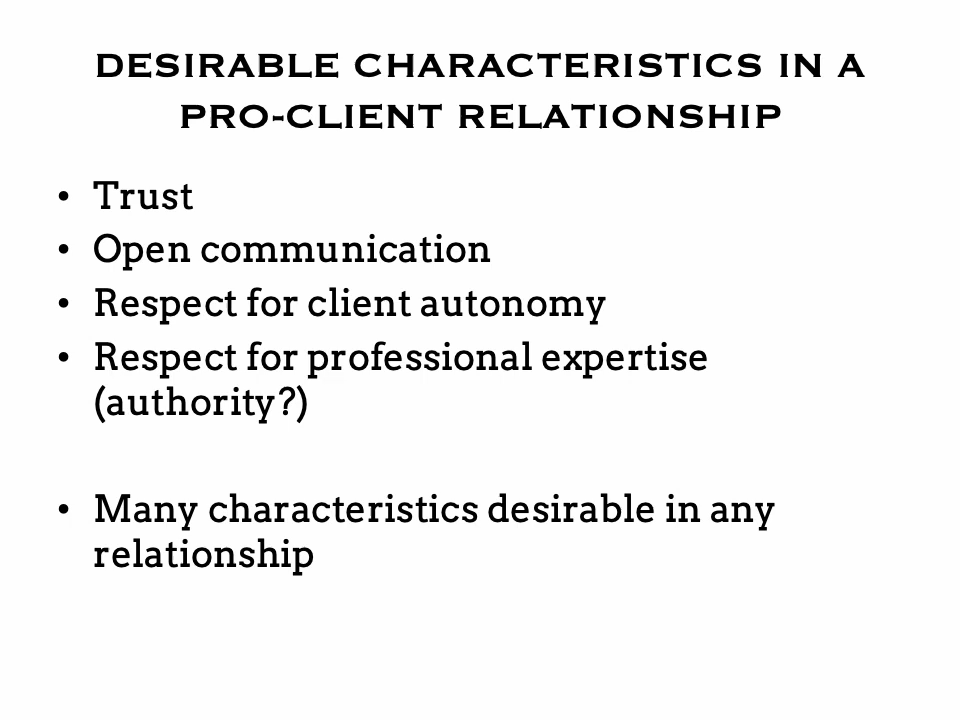 DESIRABLE CHARACTERISTICS IN A
PRO-CLIENT RELATIONSHIP
• Trust
• Open communication
• Respect for client autonomy
• Respect for professional expertise
(authority?)
• Many characteristics desirable in any
relationship